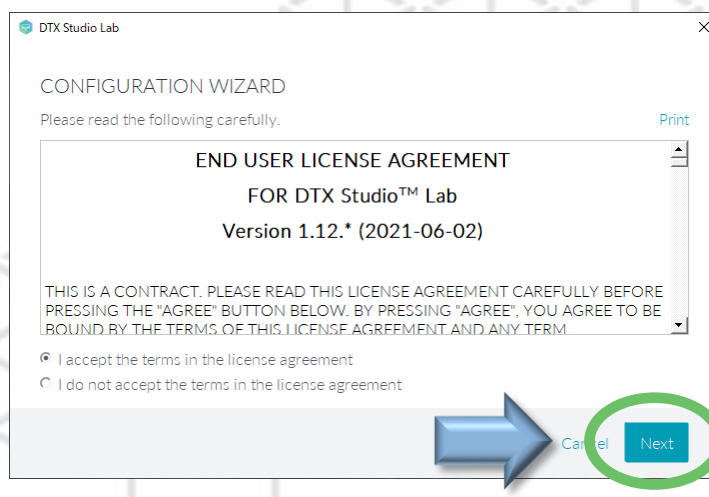 DTX Studio Lab
CONFIGURATION WIZARD
Please read the following carefully.
Print
END USER LICENSE AGREEMENT
FOR DTX Studio™ Lab
Version 1.12.* (2021-06-02)
THIS IS A CONTRACT. PLEASE READ THIS LICENSE AGREEMENT CAREFULLY BEFORE
PRESSING THE "AGREE" BUTTON BELOW. BY PRESSING "AGREE", YOU AGREE TO BE
BOUND BY THE TERMS OF THIS LICENSE AGREEMENT AND ANY TERM
I accept the terms in the license agreement
I do not accept the terms in the license agreement
Cancel
Next